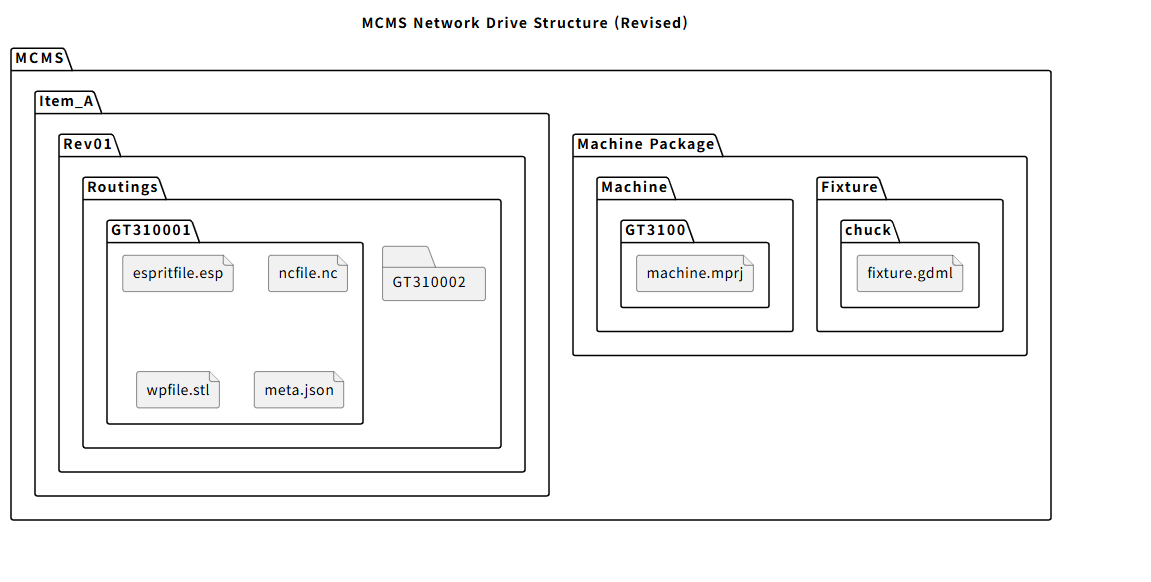 MCMS Network Drive Structure (Revised)
MCMS
Item_A
Rev01
Routings
GT310001
espritfile.esp
ncfile.nc
wpfile.stl
meta.json
GT310002
Machine Package
Machine
GT3100
machine.mprj
Fixture
chuck
fixture.gdml